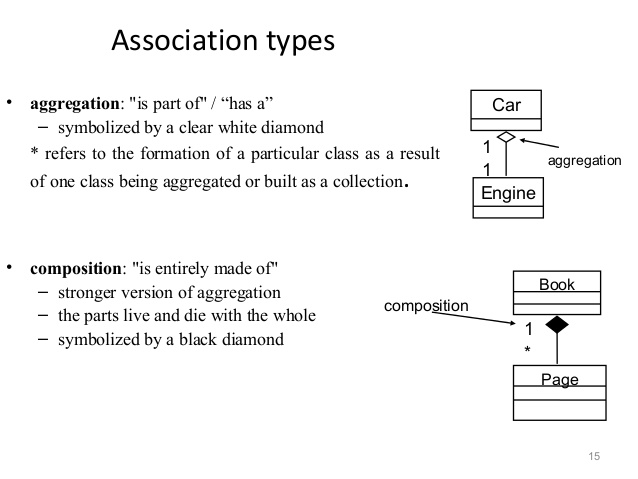 Association types
• aggregation: "is part of" / “has a”
– symbolized by a clear white diamond
* refers to the formation of a particular class as a result
of one class being aggregated or built as a collection.
Car
1
1
aggregation
Engine
• composition: "is entirely made of"
– stronger version of aggregation
– the parts live and die with the whole
– symbolized by a black diamond
Book
composition
1
*
Page
15